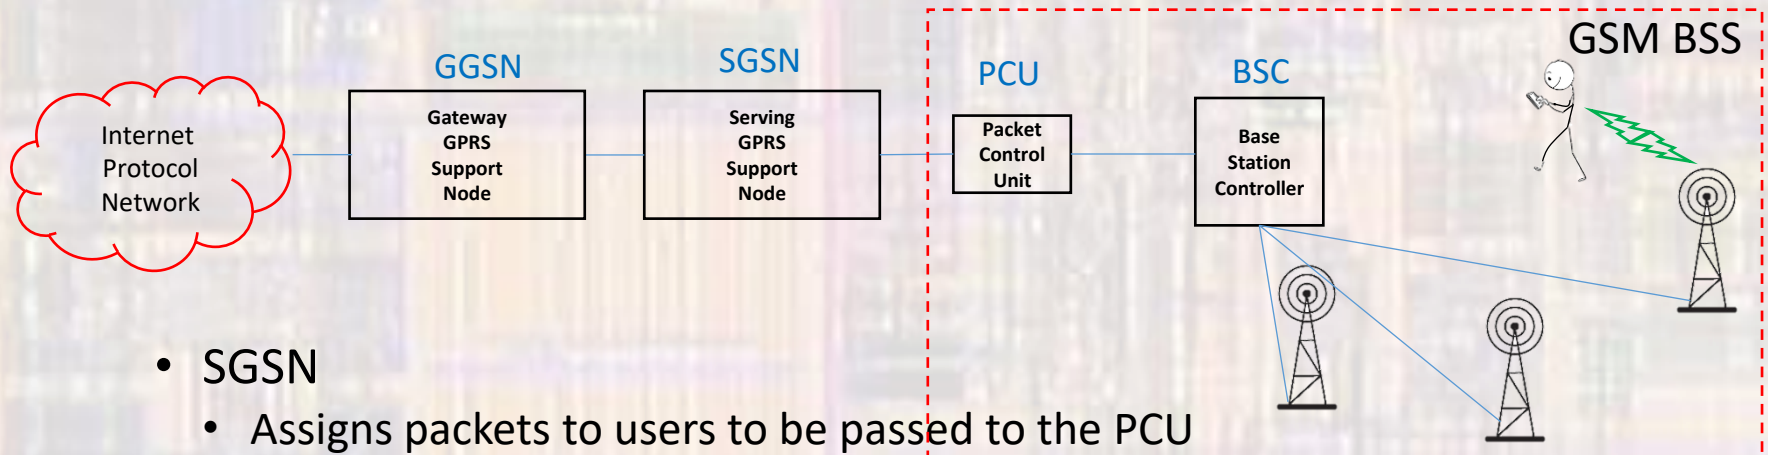 GSM BSS
GGSN
SGSN
PCU
BSC
Internet
Protocol
Network
Gateway
GPRS
Support
Node
Serving
GPRS
Support
Node
Packet
Control
Unit
Base
Station
Controller
• SGSN
• Assigns packets to users to be passed to the PCU